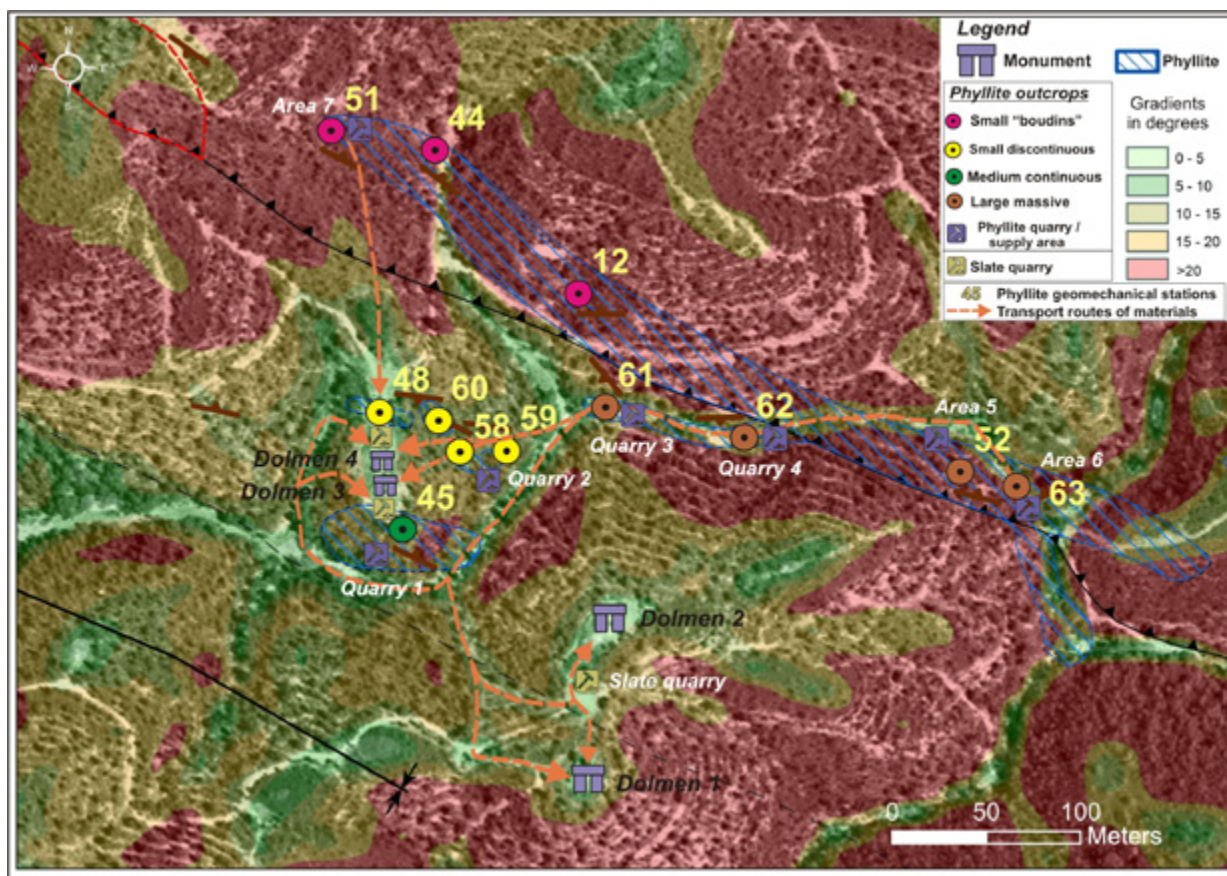 N
W
E
S
Legend
Monument
Phyllite
Phyllite outcrops
Small "boudins"
Small discontinuous
Medium continuous
Large massive
Phyllite quarry /
supply area
Slate quarry
Gradients
in degrees
0 - 5
5 - 10
10 - 15
15 - 20
>20
45 Phyllite geomechanical stations
Transport routes of materials
Area 7
51
44
12
61
48
60
62
Area 5
58
59
Quarry 3
52
Dolmen 4
Quarry 2
Quarry 4
Area 6
Dolmen 3
45
63
Quarry 1
Dolmen 2
Slate quarry
Dolmen 1
0 50 100
Meters